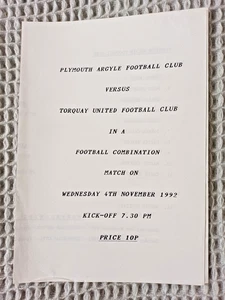 PLYMOUTH ARGYLE FOOTBALL CLUB
VERSUS
TORQUAY UNITED FOOTBALL CLUB
IN A
FOOTBALL COMBINATION
MATCH ON
WEDNESDAY 4TH NOVEMBER 1992
KICK-OFF 7.30 PM
PRICE 10P